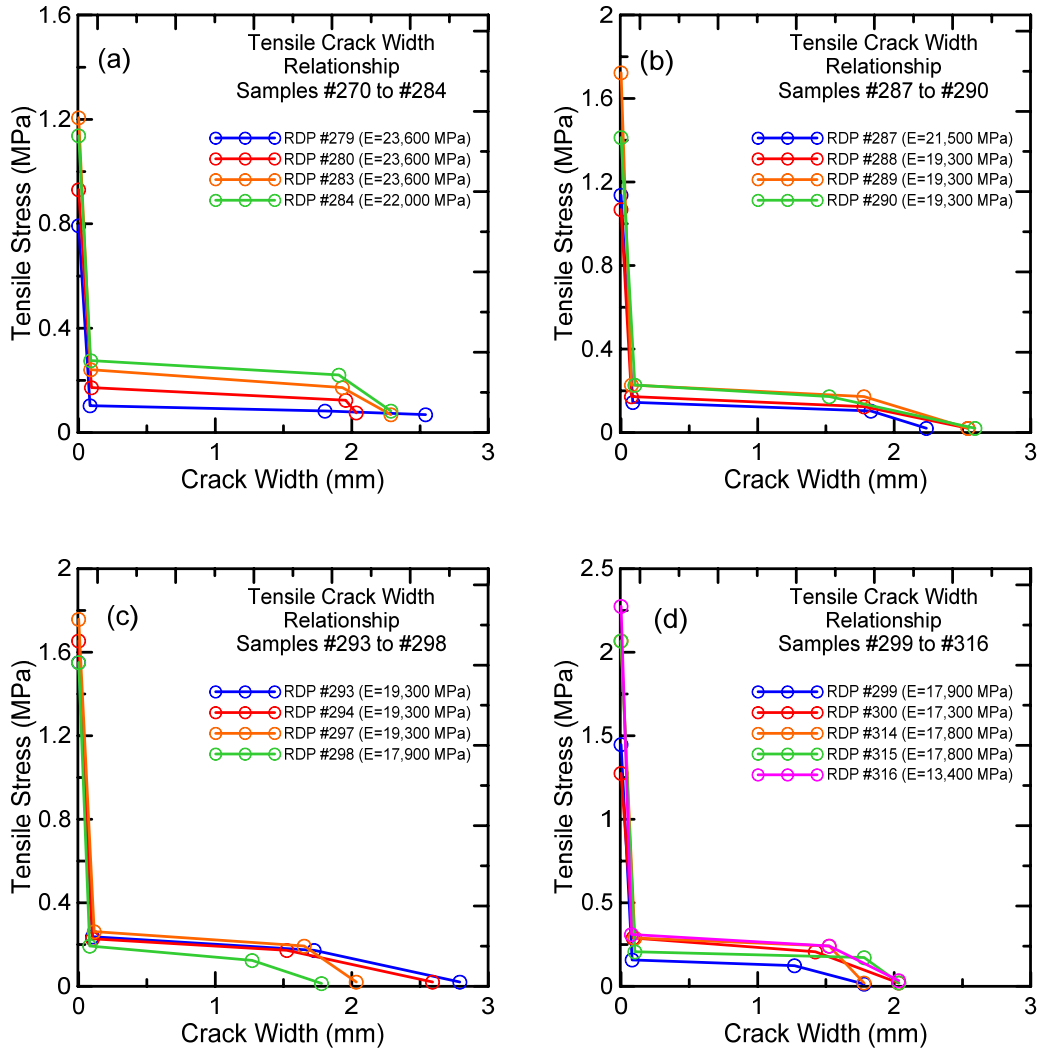 (a)
Tensile Crack Width
Relationship
Samples #270 to #284
RDP #279 (E=23,600 MPa)
RDP #280 (E=23,600 MPa)
RDP #283 (E=23,600 MPa)
RDP #284 (E=22,000 MPa)
Tensile Stress (MPa)
1.6
1.2
0.8
0.4
0
0 1 2 3
Crack Width (mm)
(b)
Tensile Crack Width
Relationship
Samples #287 to #290
RDP #287 (E=21,500 MPa)
RDP #288 (E=19,300 MPa)
RDP #289 (E=19,300 MPa)
RDP #290 (E=19,300 MPa)
Tensile Stress (MPa)
2
1.6
1.2
0.8
0.4
0
0 1 2 3
Crack Width (mm)
(c)
Tensile Crack Width
Relationship
Samples #293 to #298
RDP #293 (E=19,300 MPa)
RDP #294 (E=19,300 MPa)
RDP #297 (E=19,300 MPa)
RDP #298 (E=17,900 MPa)
Tensile Stress (MPa)
2
1.6
1.2
0.8
0.4
0
0 1 2 3
Crack Width (mm)
(d)
Tensile Crack Width
Relationship
Samples #299 to #316
RDP #299 (E=17,900 MPa)
RDP #300 (E=17,300 MPa)
RDP #314 (E=17,800 MPa)
RDP #315 (E=17,800 MPa)
RDP #316 (E=13,400 MPa)
Tensile Stress (MPa)
2.5
2
1.5
1
0.5
0
0 1 2 3
Crack Width (mm)